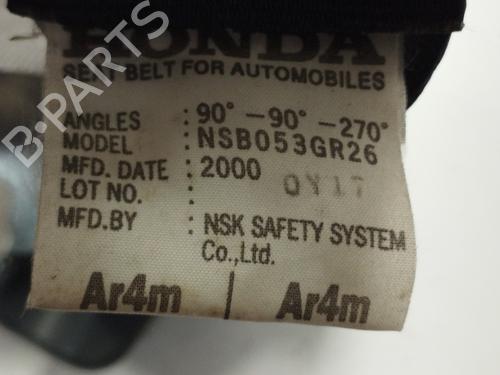 HONDA
SEAT BELT FOR AUTOMOBILES
ANGLES : 90° -90° -270°
MODEL : NSB053GR26
MFD. DATE : 2000
LOT NO. : 0Y17
MFD.BY : NSK SAFETY SYSTEM
Co.,Ltd.
Ar4m / Ar4m
B-PARTS